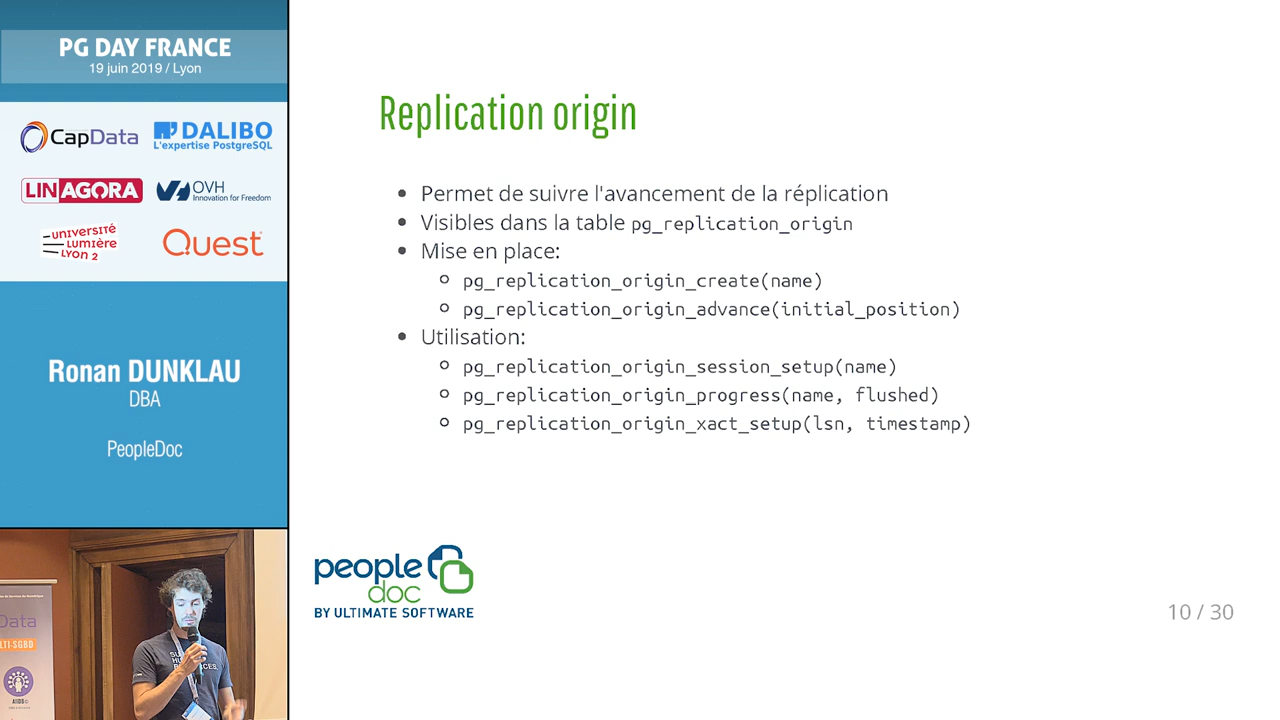 PG DAY FRANCE
19 juin 2019 / Lyon
CapData
DALIBO
L'expertise PostgreSQL
LINAGORA
OVH
Innovation for Freedom
UNIVERSITÉ
LUMIÈRE
LYON 2
Quest
Ronan DUNKLAU
DBA
PeopleDoc
Replication origin
Permet de suivre l'avancement de la réplication
Visibles dans la table pg_replication_origin
Mise en place:
pg_replication_origin_create(name)
pg_replication_origin_advance(initial_position)
Utilisation:
pg_replication_origin_session_setup(name)
pg_replication_origin_progress(name, flushed)
pg_replication_origin_xact_setup(lsn, timestamp)
people
doc
BY ULTIMATE SOFTWARE
10 / 30
Data
LTI-SGBD